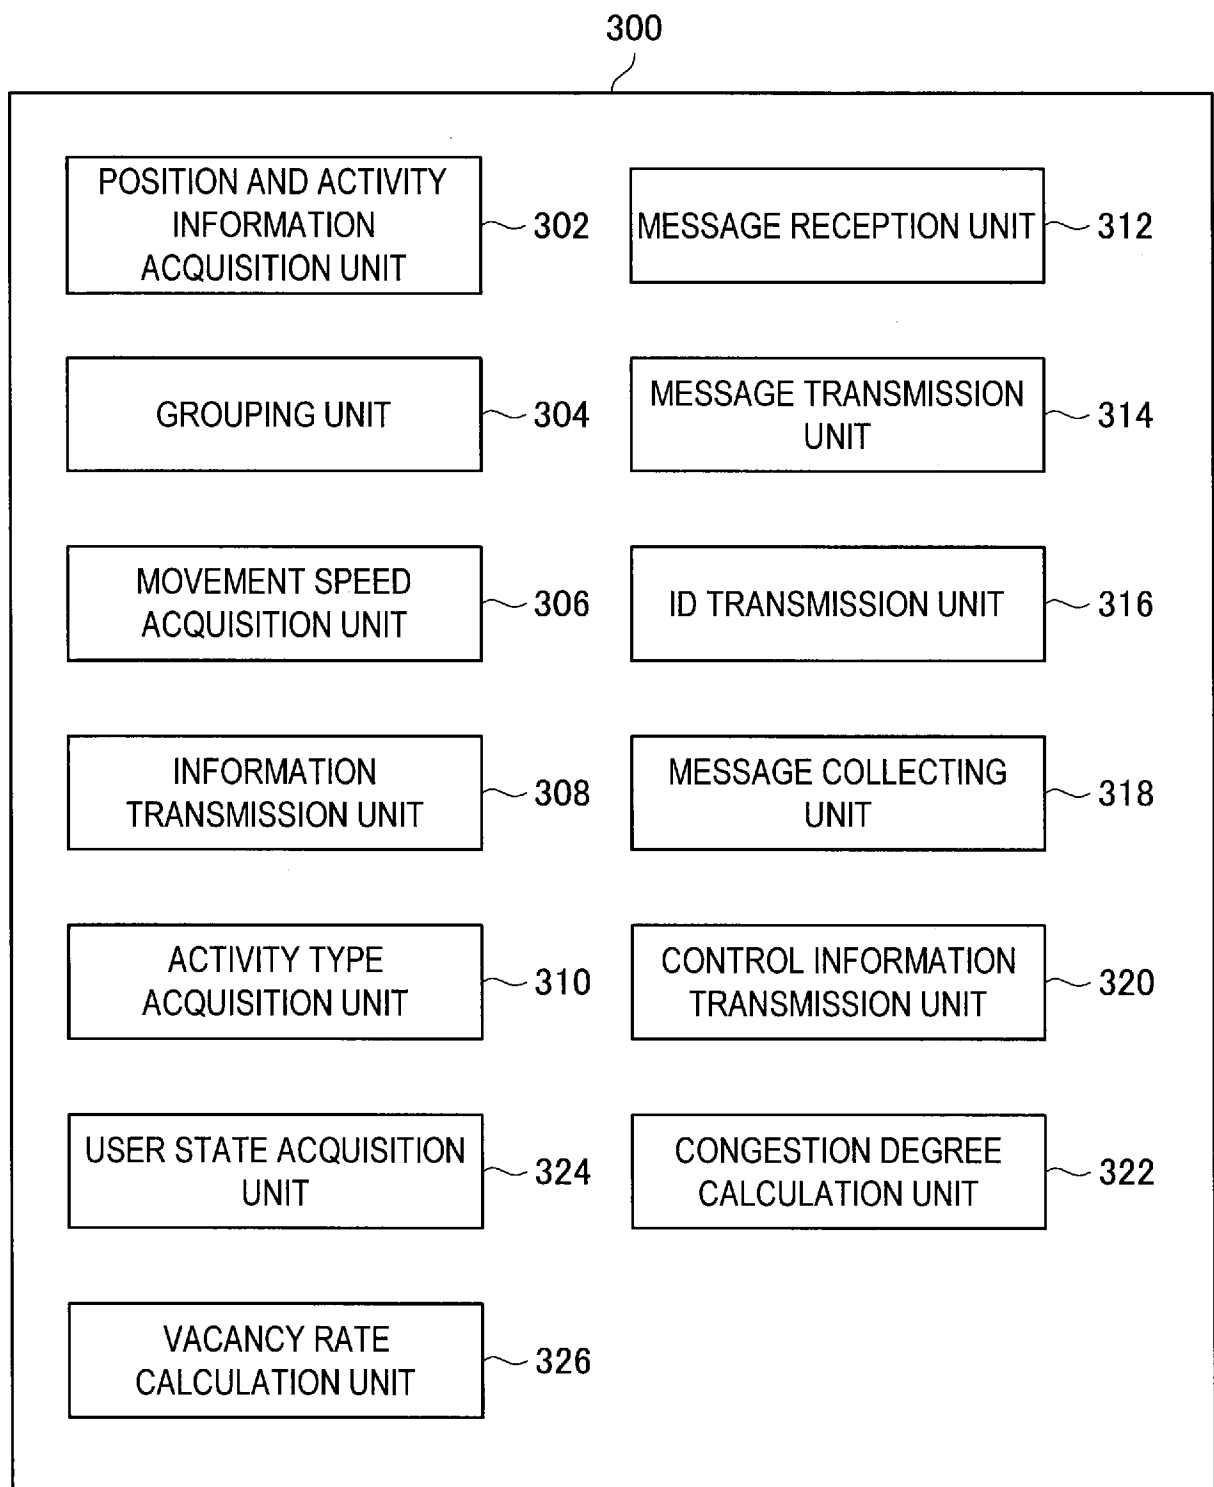 300
POSITION AND ACTIVITY
INFORMATION
ACQUISITION UNIT
302
MESSAGE RECEPTION UNIT
312
GROUPING UNIT
304
MESSAGE TRANSMISSION
UNIT
314
MOVEMENT SPEED
ACQUISITION UNIT
306
ID TRANSMISSION UNIT
316
INFORMATION
TRANSMISSION UNIT
308
MESSAGE COLLECTING
UNIT
318
ACTIVITY TYPE
ACQUISITION UNIT
310
CONTROL INFORMATION
TRANSMISSION UNIT
320
USER STATE ACQUISITION
UNIT
324
CONGESTION DEGREE
CALCULATION UNIT
322
VACANCY RATE
CALCULATION UNIT
326